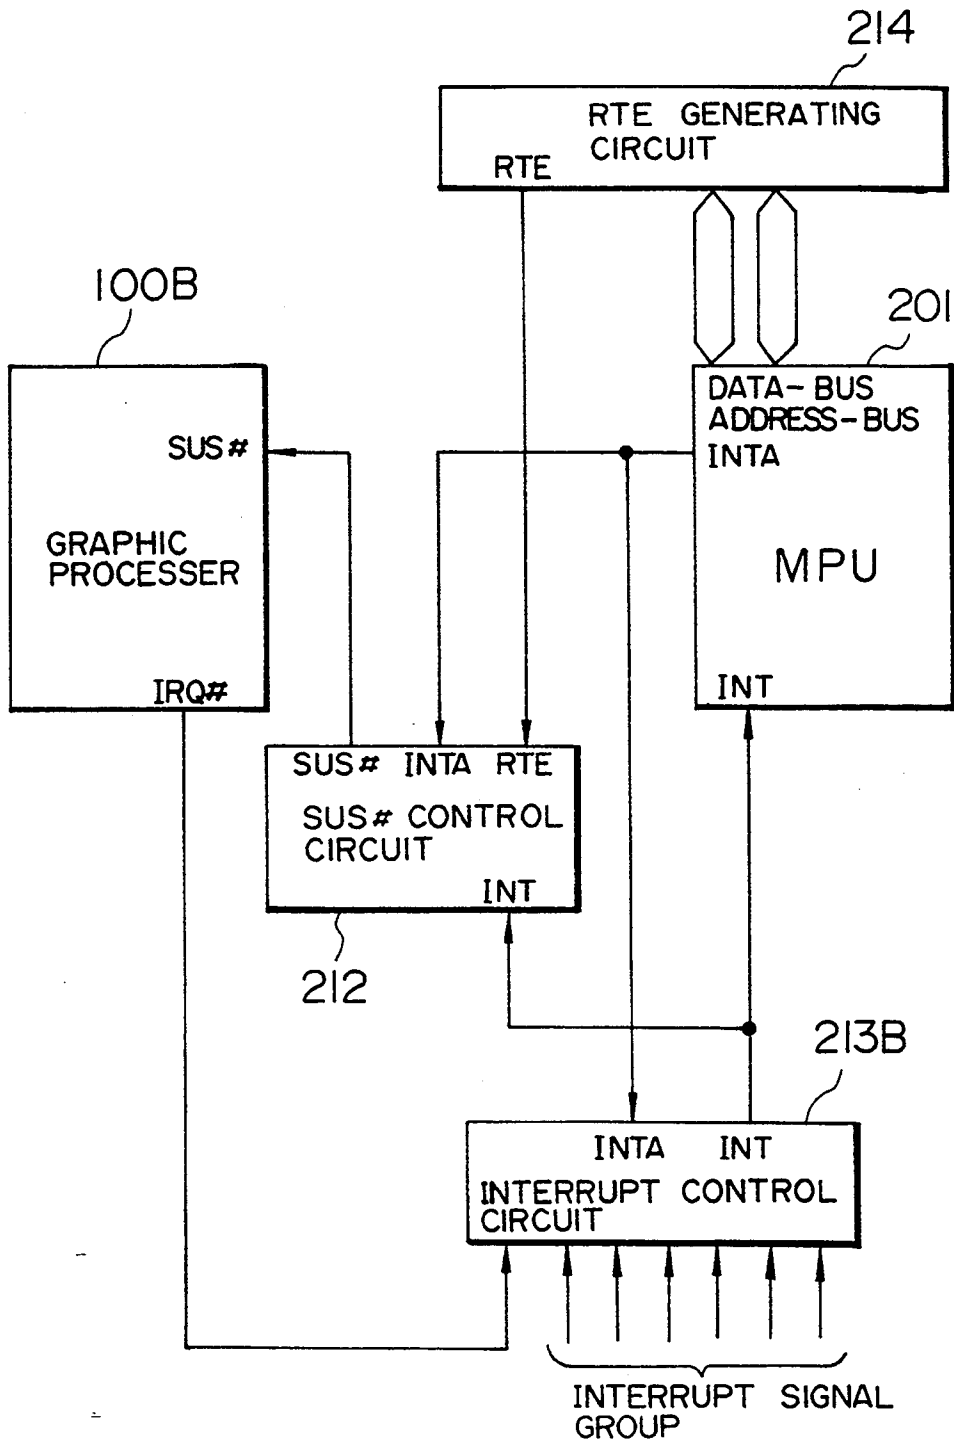 214
RTE GENERATING
CIRCUIT
RTE
100B
201
DATA-BUS
ADDRESS-BUS
INTA
MPU
INT
SUS#
GRAPHIC
PROCESSER
IRQ#
SUS# INTA RTE
SUS# CONTROL
CIRCUIT
INT
212
213B
INTA INT
INTERRUPT CONTROL
CIRCUIT
INTERRUPT SIGNAL
GROUP